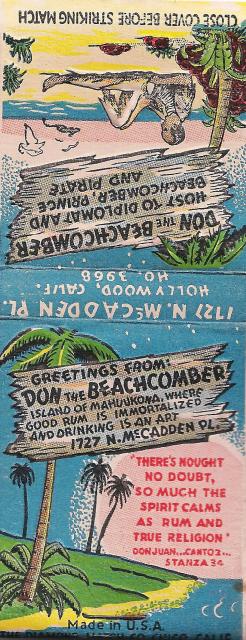 CLOSE COVER BEFORE STRIKING MATCH
DON THE BEACHCOMBER
HOST TO DIPLOMAT AND
BEACHCOMBER PRINCE
AND PIRATE
1721 N. McCADDEN PL.
HOLLYWOOD, CALIF.
HO. 3968
GREETINGS FROM:
DON THE BEACHCOMBER
ISLAND OF MAHUUKONA, WHERE
GOOD RUM IS IMMORTALIZED
AND DRINKING IS AN ART
1727 N. McCADDEN PL.
"THERE'S NOUGHT
NO DOUBT,
SO MUCH THE
SPIRIT CALMS
AS RUM AND
TRUE RELIGION"
DON JUAN...CANTO 2...
STANZA 34
Made in U.S.A.